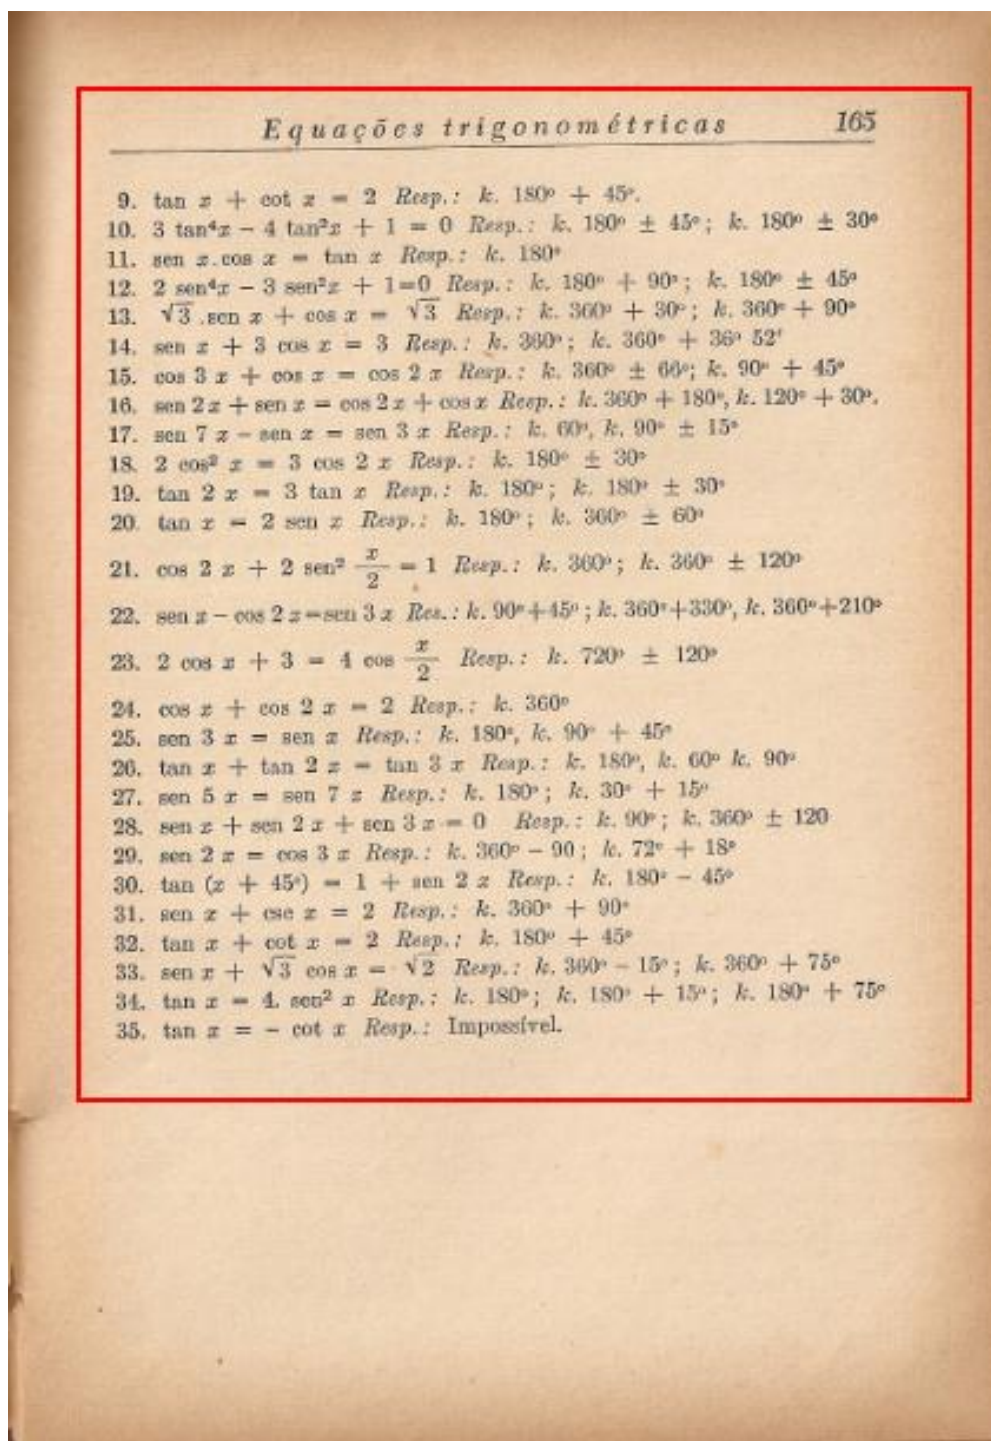 Equações trigonométricas 165
9. tan x + cot x = 2 Resp.: k. 180º + 45º.
10. 3 tan⁴x − 4 tan²x + 1 = 0 Resp.: k. 180º ± 45º; k. 180º ± 30º
11. sen x.cos x = tan x Resp.: k. 180º
12. 2 sen⁴x − 3 sen²x + 1=0 Resp.: k. 180º + 90º; k. 180º ± 45º
13. √3 .sen x + cos x = √3 Resp.: k. 360º + 30º; k. 360º + 90º
14. sen x + 3 cos x = 3 Resp.: k. 360º; k. 360º + 36º 52'
15. cos 3 x + cos x = cos 2 x Resp.: k. 360º ± 66º; k. 90º + 45º
16. sen 2x + sen x = cos 2x + cos x Resp.: k. 360º + 180º, k. 120º + 30º.
17. sen 7 x − sen x = sen 3 x Resp.: k. 60º, k. 90º ± 15º
18. 2 cos² x = 3 cos 2 x Resp.: k. 180º ± 30º
19. tan 2 x = 3 tan x Resp.: k. 180º; k. 180º ± 30º
20. tan x = 2 sen x Resp.: k. 180º; k. 360º ± 60º
21. cos 2 x + 2 sen² x/2 = 1 Resp.: k. 360º; k. 360º ± 120º
22. sen x − cos 2 x=sen 3 x Res.: k. 90º+45º; k. 360º+330º, k. 360º+210º
23. 2 cos x + 3 = 4 cos x/2 Resp.: k. 720º ± 120º
24. cos x + cos 2 x = 2 Resp.: k. 360º
25. sen 3 x = sen x Resp.: k. 180º, k. 90º + 45º
26. tan x + tan 2 x = tan 3 x Resp.: k. 180º, k. 60º k. 90º
27. sen 5 x = sen 7 x Resp.: k. 180º; k. 30º + 15º
28. sen x + sen 2 x + sen 3 x = 0 Resp.: k. 90º; k. 360º ± 120
29. sen 2 x = cos 3 x Resp.: k. 360º − 90; k. 72º + 18º
30. tan (x + 45º) = 1 + sen 2 x Resp.: k. 180º − 45º
31. sen x + csc x = 2 Resp.: k. 360º + 90º
32. tan x + cot x = 2 Resp.: k. 180º + 45º
33. sen x + √3 cos x = √2 Resp.: k. 360º − 15º; k. 360º + 75º
34. tan x = 4. sen² x Resp.: k. 180º; k. 180º + 15º; k. 180º + 75º
35. tan x = − cot x Resp.: Impossível.